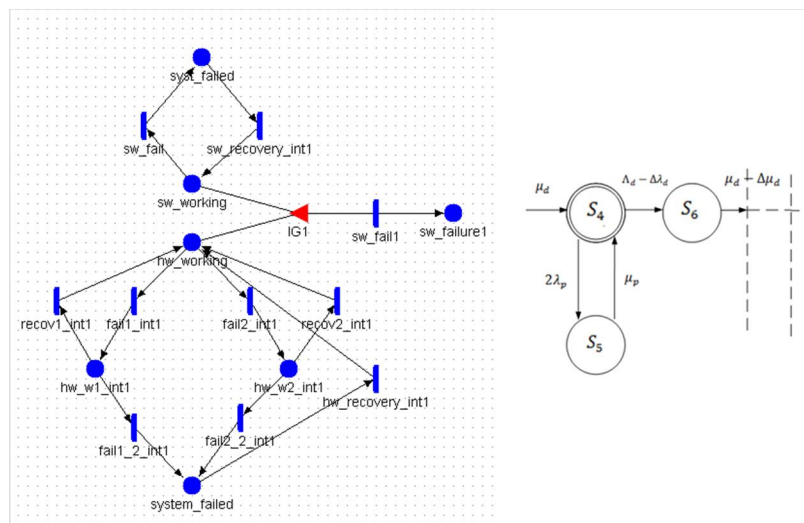 syst_failed
sw_fail
sw_recovery_int1
sw_working
IG1
sw_fail1
sw_failure1
hw_working
recov1_int1
fail1_int1
fail2_int1
recov2_int1
hw_w1_int1
hw_w2_int1
hw_recovery_int1
fail1_2_int1
fail2_2_int1
system_failed
μd
S4
Λd − Δλd
S6
μd − Δμd
2λp
μp
S5